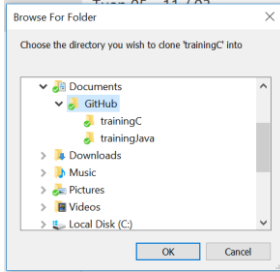 Browse For Folder
Choose the directory you wish to clone 'trainingC' into
Documents
GitHub
trainingC
trainingJava
Downloads
Music
Pictures
Videos
Local Disk (C:)
OK
Cancel